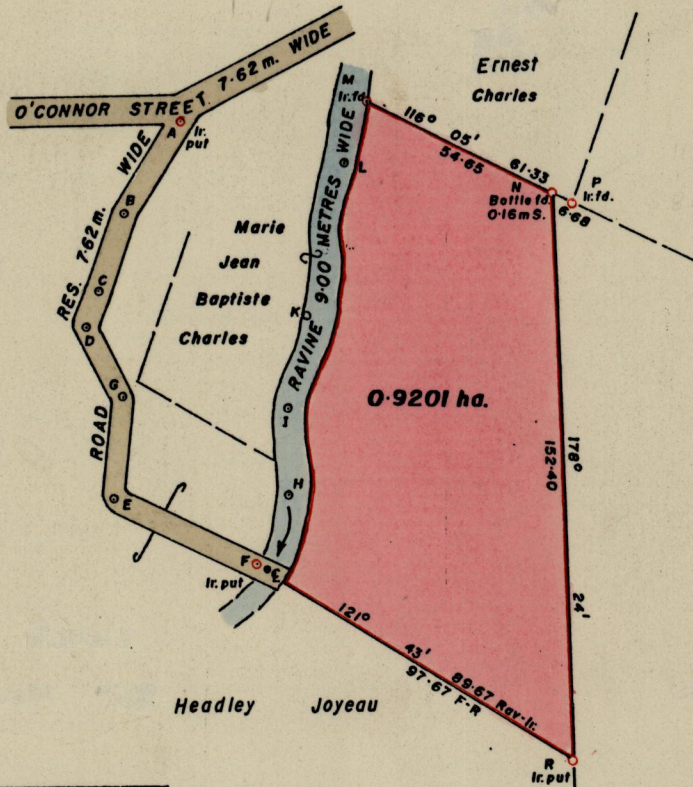 O'CONNOR STREET 7·62 m. WIDE
A
Ir.
put
RES. 7·62 m. WIDE
B
C
D
G
ROAD
E
F
Ir. put
M
Ir. fd.
L
RAVINE 9·00 METRES WIDE
K
I
H
Marie
Jean
Baptiste
Charles
Ernest
Charles
116° 05'
54·65
61·33
N
Bottle fd.
0·16m S.
P
Ir. fd.
6·68
0·9201 ha.
178° 24'
152·40
121° 43'
89·67 Rav-Ir.
97·67 F-R
Headley Joyeau
R
Ir. put